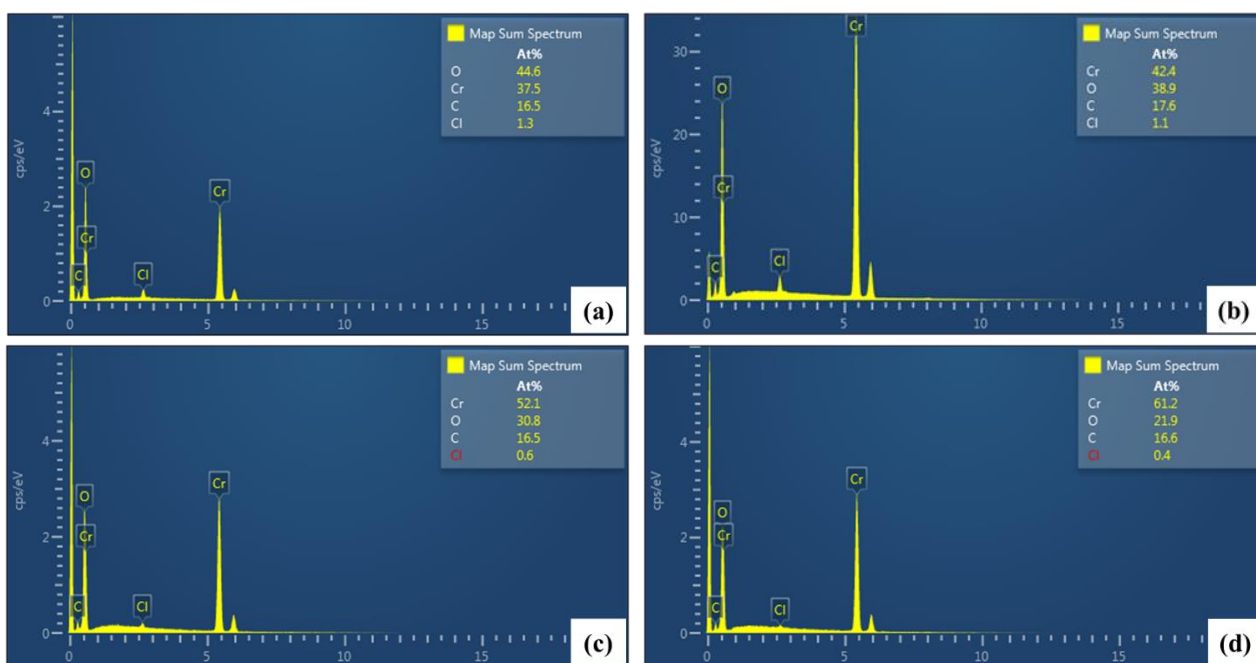 Map Sum Spectrum
At%
O 44.6
Cr 37.5
C 16.5
Cl 1.3
cps/eV
4
2
0
O
Cr
C
Cl
Cr
0 5 10 15
(a)
Map Sum Spectrum
At%
Cr 42.4
O 38.9
C 17.6
Cl 1.1
cps/eV
30
20
10
0
Cr
O
Cr
C
Cl
0 5 10 15
(b)
Map Sum Spectrum
At%
Cr 52.1
O 30.8
C 16.5
Cl 0.6
cps/eV
4
2
0
O
Cr
C
Cl
Cr
0 5 10 15
(c)
Map Sum Spectrum
At%
Cr 61.2
O 21.9
C 16.6
Cl 0.4
cps/eV
4
2
0
O
Cr
C
Cl
Cr
0 5 10 15
(d)